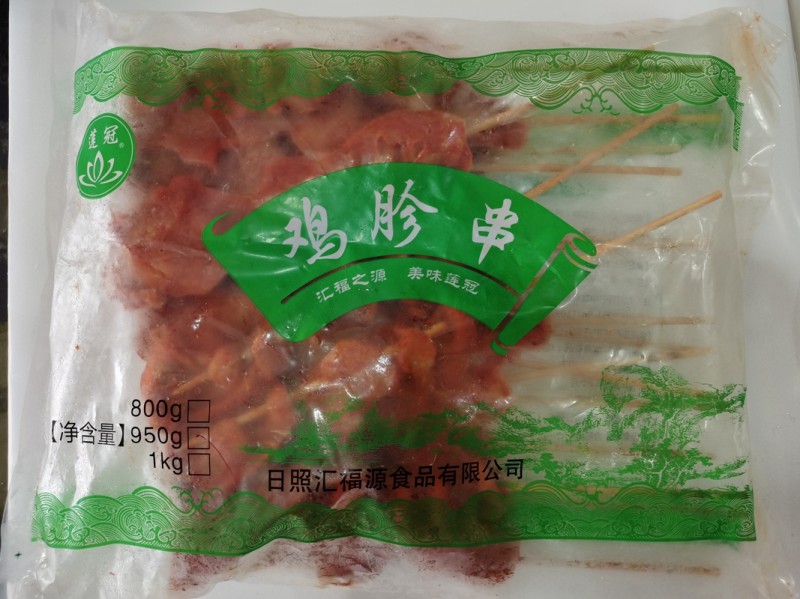 莲冠®
鸡胗串
汇福之源 美味莲冠
800g□
【净含量】950g□
1kg□
日照汇福源食品有限公司